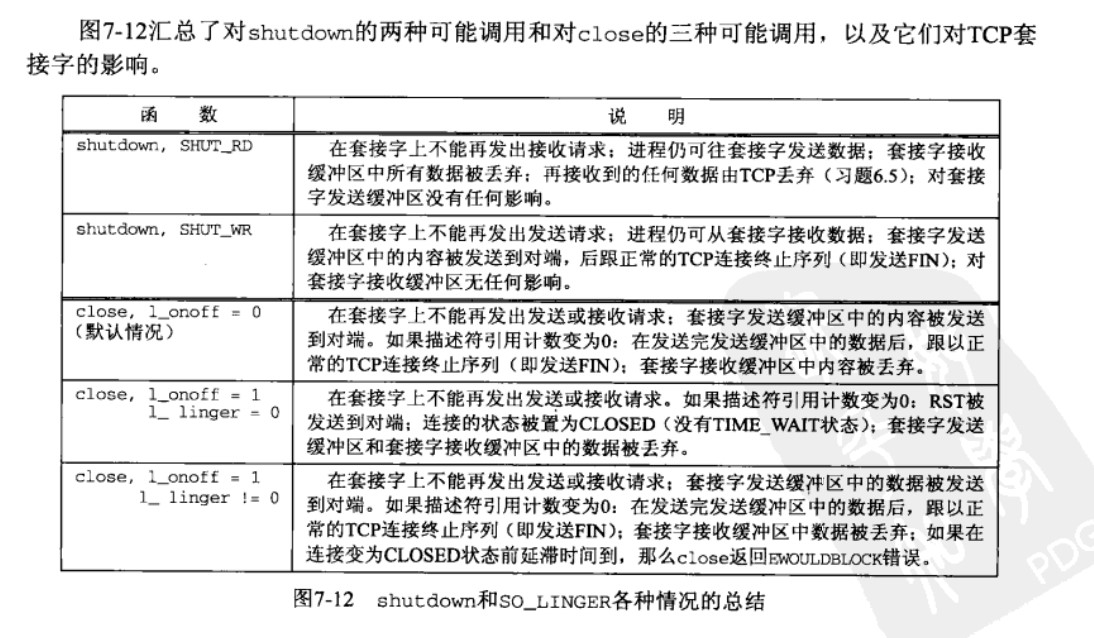 图7-12汇总了对shutdown的两种可能调用和对close的三种可能调用，以及它们对TCP套
接字的影响。
函 数
说 明
shutdown, SHUT_RD
在套接字上不能再发出接收请求；进程仍可往套接字发送数据；套接字接收
缓冲区中所有数据被丢弃；再接收到的任何数据由TCP丢弃（习题6.5）；对套接
字发送缓冲区没有任何影响。
shutdown, SHUT_WR
在套接字上不能再发出发送请求；进程仍可从套接字接收数据；套接字发送
缓冲区中的内容被发送到对端，后跟正常的TCP连接终止序列（即发送FIN）；对
套接字接收缓冲区无任何影响。
close, l_onoff = 0
（默认情况）
在套接字上不能再发出发送或接收请求；套接字发送缓冲区中的内容被发送
到对端。如果描述符引用计数变为0：在发送完发送缓冲区中的数据后，跟以正
常的TCP连接终止序列（即发送FIN）；套接字接收缓冲区中内容被丢弃。
close, l_onoff = 1
l_ linger = 0
在套接字上不能再发出发送或接收请求。如果描述符引用计数变为0：RST被
发送到对端；连接的状态被置为CLOSED（没有TIME_WAIT状态）；套接字发送
缓冲区和套接字接收缓冲区中的数据被丢弃。
close, l_onoff = 1
l_ linger != 0
在套接字上不能再发出发送或接收请求；套接字发送缓冲区中的数据被发送
到对端。如果描述符引用计数变为0：在发送完发送缓冲区中的数据后，跟以正
常的TCP连接终止序列（即发送FIN）；套接字接收缓冲区中数据被丢弃；如果在
连接变为CLOSED状态前延滞时间到，那么close返回EWOULDBLOCK错误。
图7-12 shutdown和SO_LINGER各种情况的总结
PDG